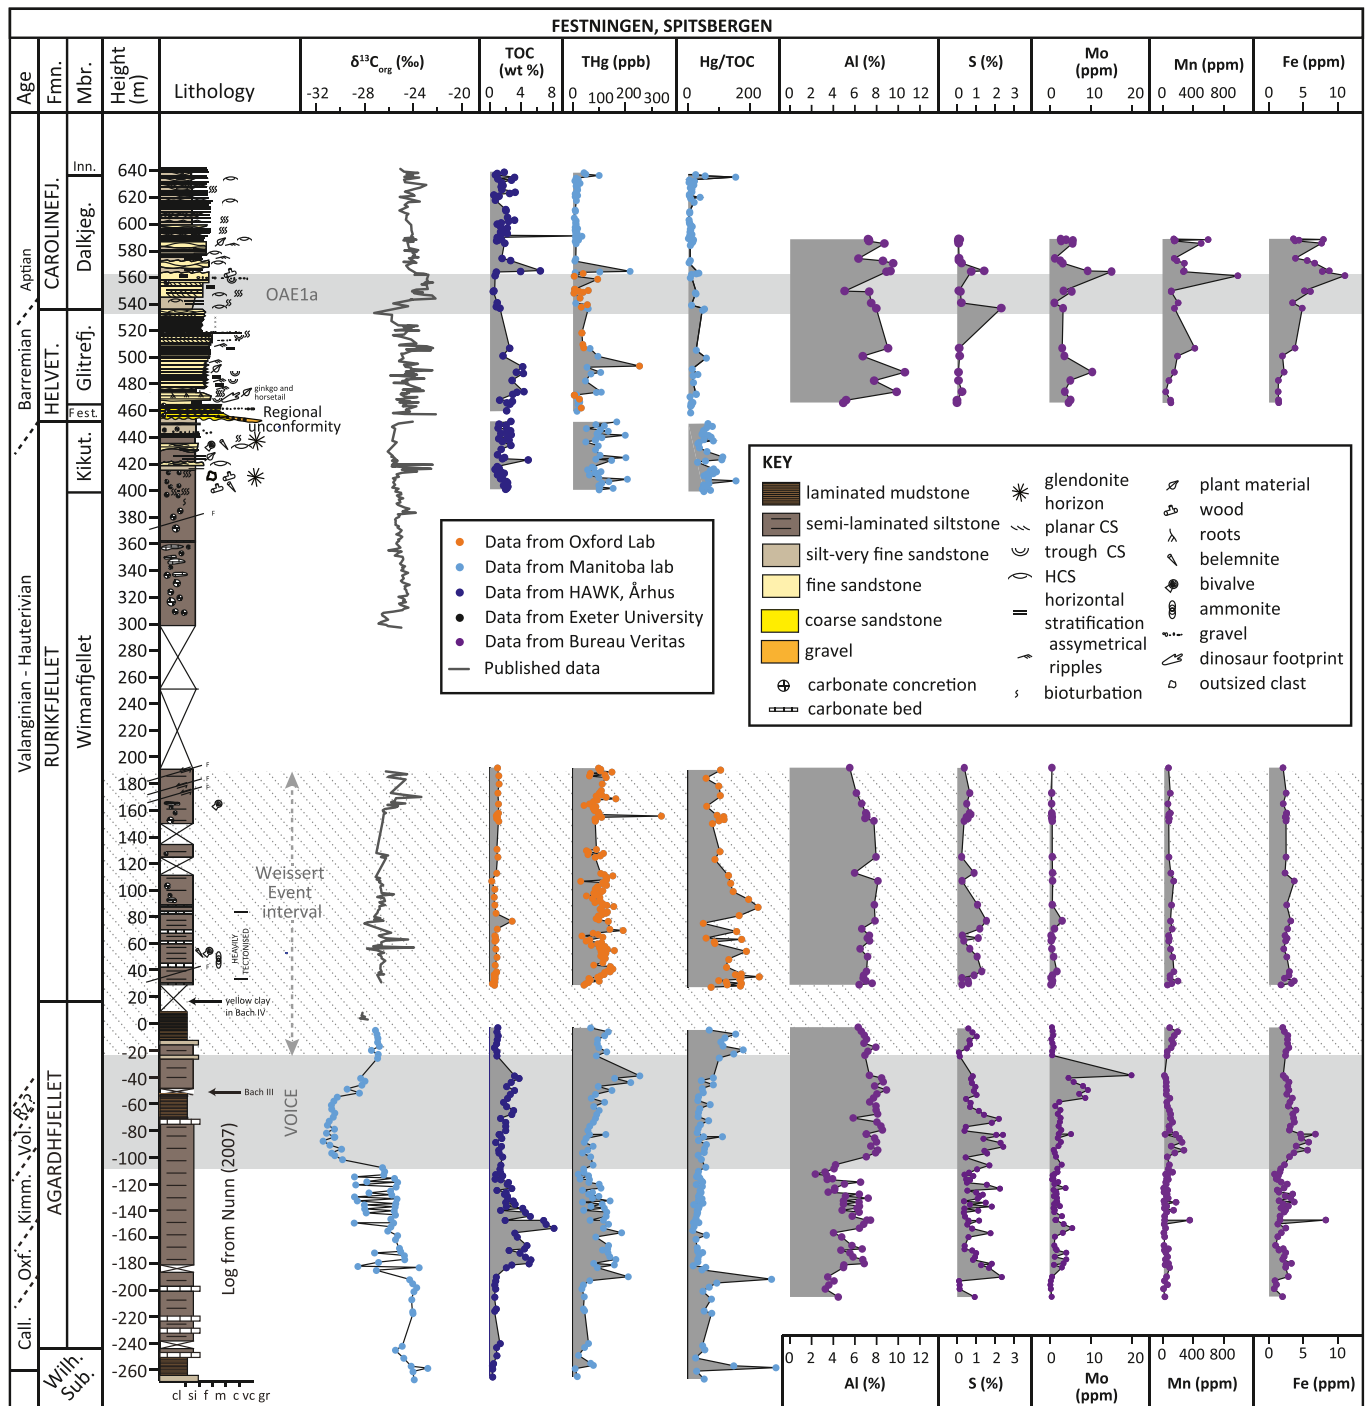 FESTNINGEN, SPITSBERGEN
Age
Fmn.
Mbr.
Height (m)
Lithology
δ¹³Corg (‰)
-32 -28 -24 -20
TOC (wt %)
0 2 4 8
THg (ppb)
0 100 200 300
Hg/TOC
0 200
Al (%)
0 2 4 6 8 10 12
S (%)
0 1 2 3
Mo (ppm)
0 10 20
Mn (ppm)
0 400 800
Fe (ppm)
0 5 10
Aptian
Barremian
Valanginian - Hauterivian
Vol.
Kimm.
Oxf.
Call.
CAROLINEFJ.
HELVET.
RURIKFJELLET
AGARDHFJELLET
Wilh. Sub.
Inn.
Dalkjeg.
Glitrefj.
Fest.
Kikut.
Wimanfjellet
640
620
600
580
560
540
520
500
480
460
440
420
400
380
360
340
320
300
280
260
240
220
200
180
160
140
120
100
80
60
40
20
0
-20
-40
-60
-80
-100
-120
-140
-160
-180
-200
-220
-240
-260
OAE1a
ginkgo and
horsetail
Regional
unconformity
F
F
F
F
F
Weissert
Event
interval
HEAVILY
TECTONISED
yellow clay
in Bach IV
Bach III
VOICE
Log from Nunn (2007)
cl si f m c vc gr
Data from Oxford Lab
Data from Manitoba lab
Data from HAWK, Århus
Data from Exeter University
Data from Bureau Veritas
Published data
KEY
laminated mudstone
semi-laminated siltstone
silt-very fine sandstone
fine sandstone
coarse sandstone
gravel
carbonate concretion
carbonate bed
glendonite
horizon
planar CS
trough CS
HCS
horizontal
stratification
assymetrical
ripples
bioturbation
plant material
wood
roots
belemnite
bivalve
ammonite
gravel
dinosaur footprint
outsized clast
0 2 4 6 8 10 12
Al (%)
0 1 2 3
S (%)
0 10 20
Mo (ppm)
0 400 800
Mn (ppm)
0 5 10
Fe (ppm)